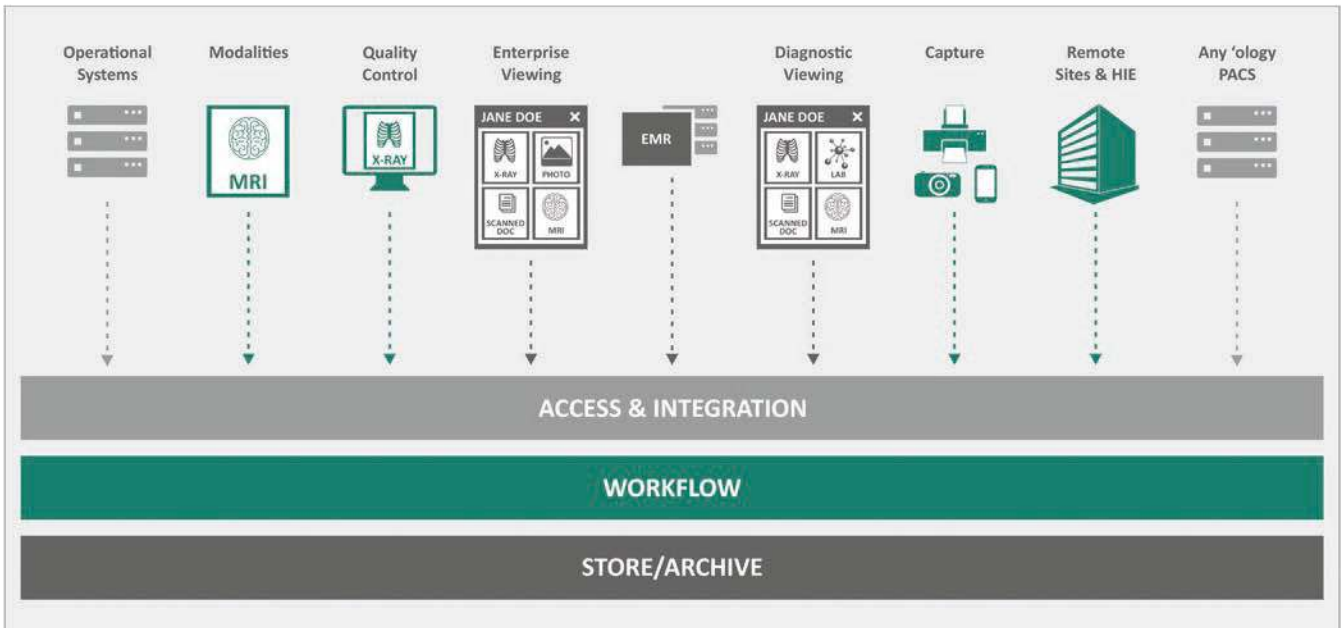 Operational
Systems
Modalities
Quality
Control
Enterprise
Viewing
Diagnostic
Viewing
Capture
Remote
Sites & HIE
Any ‘ology
PACS
MRI
X-RAY
JANE DOE X
X-RAY PHOTO
SCANNED
DOC
MRI
EMR
JANE DOE X
X-RAY LAB
SCANNED
DOC
MRI
ACCESS & INTEGRATION
WORKFLOW
STORE/ARCHIVE